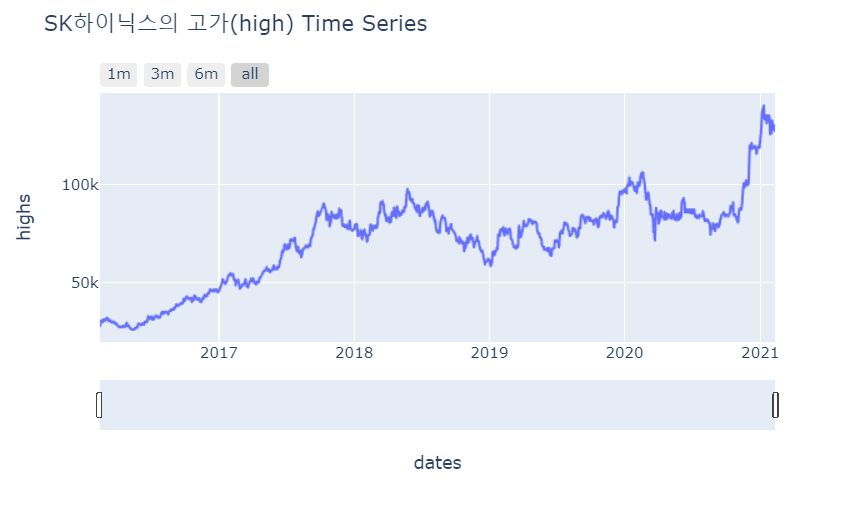 SK하이닉스의 고가(high) Time Series
1m 3m 6m all
highs
100k
50k
2017 2018 2019 2020 2021
dates